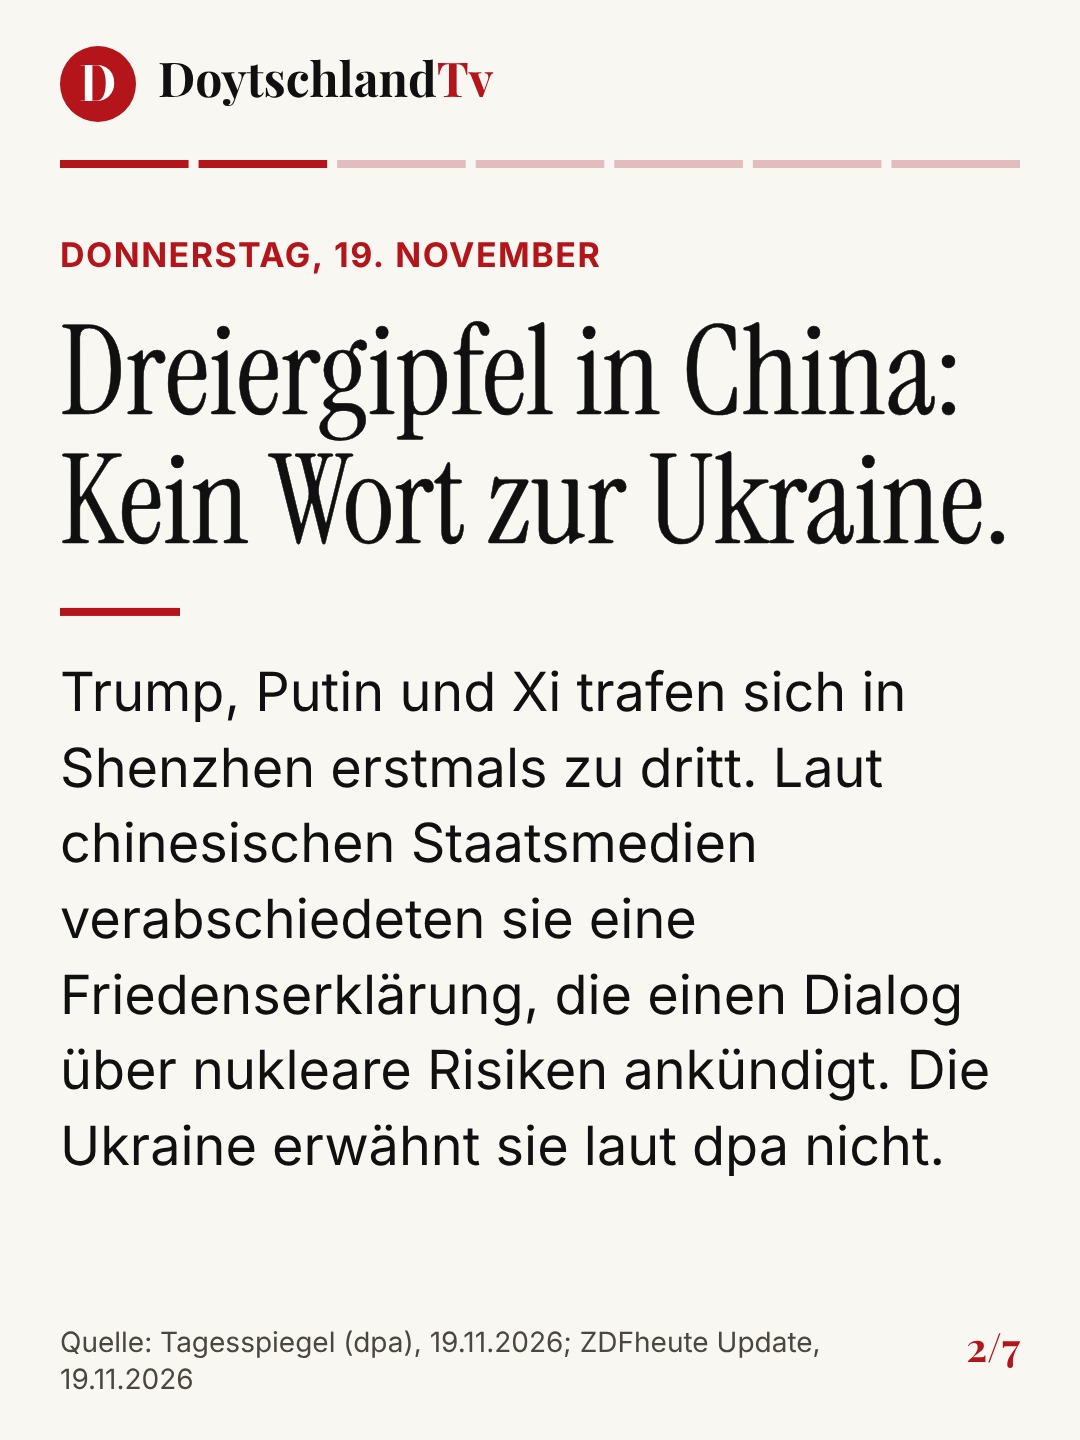 D DoytschlandTv
DONNERSTAG, 19. NOVEMBER
Dreiergipfel in China:
Kein Wort zur Ukraine.
Trump, Putin und Xi trafen sich in
Shenzhen erstmals zu dritt. Laut
chinesischen Staatsmedien
verabschiedeten sie eine
Friedenserklärung, die einen Dialog
über nukleare Risiken ankündigt. Die
Ukraine erwähnt sie laut dpa nicht.
Quelle: Tagesspiegel (dpa), 19.11.2026; ZDFheute Update,
19.11.2026
2/7